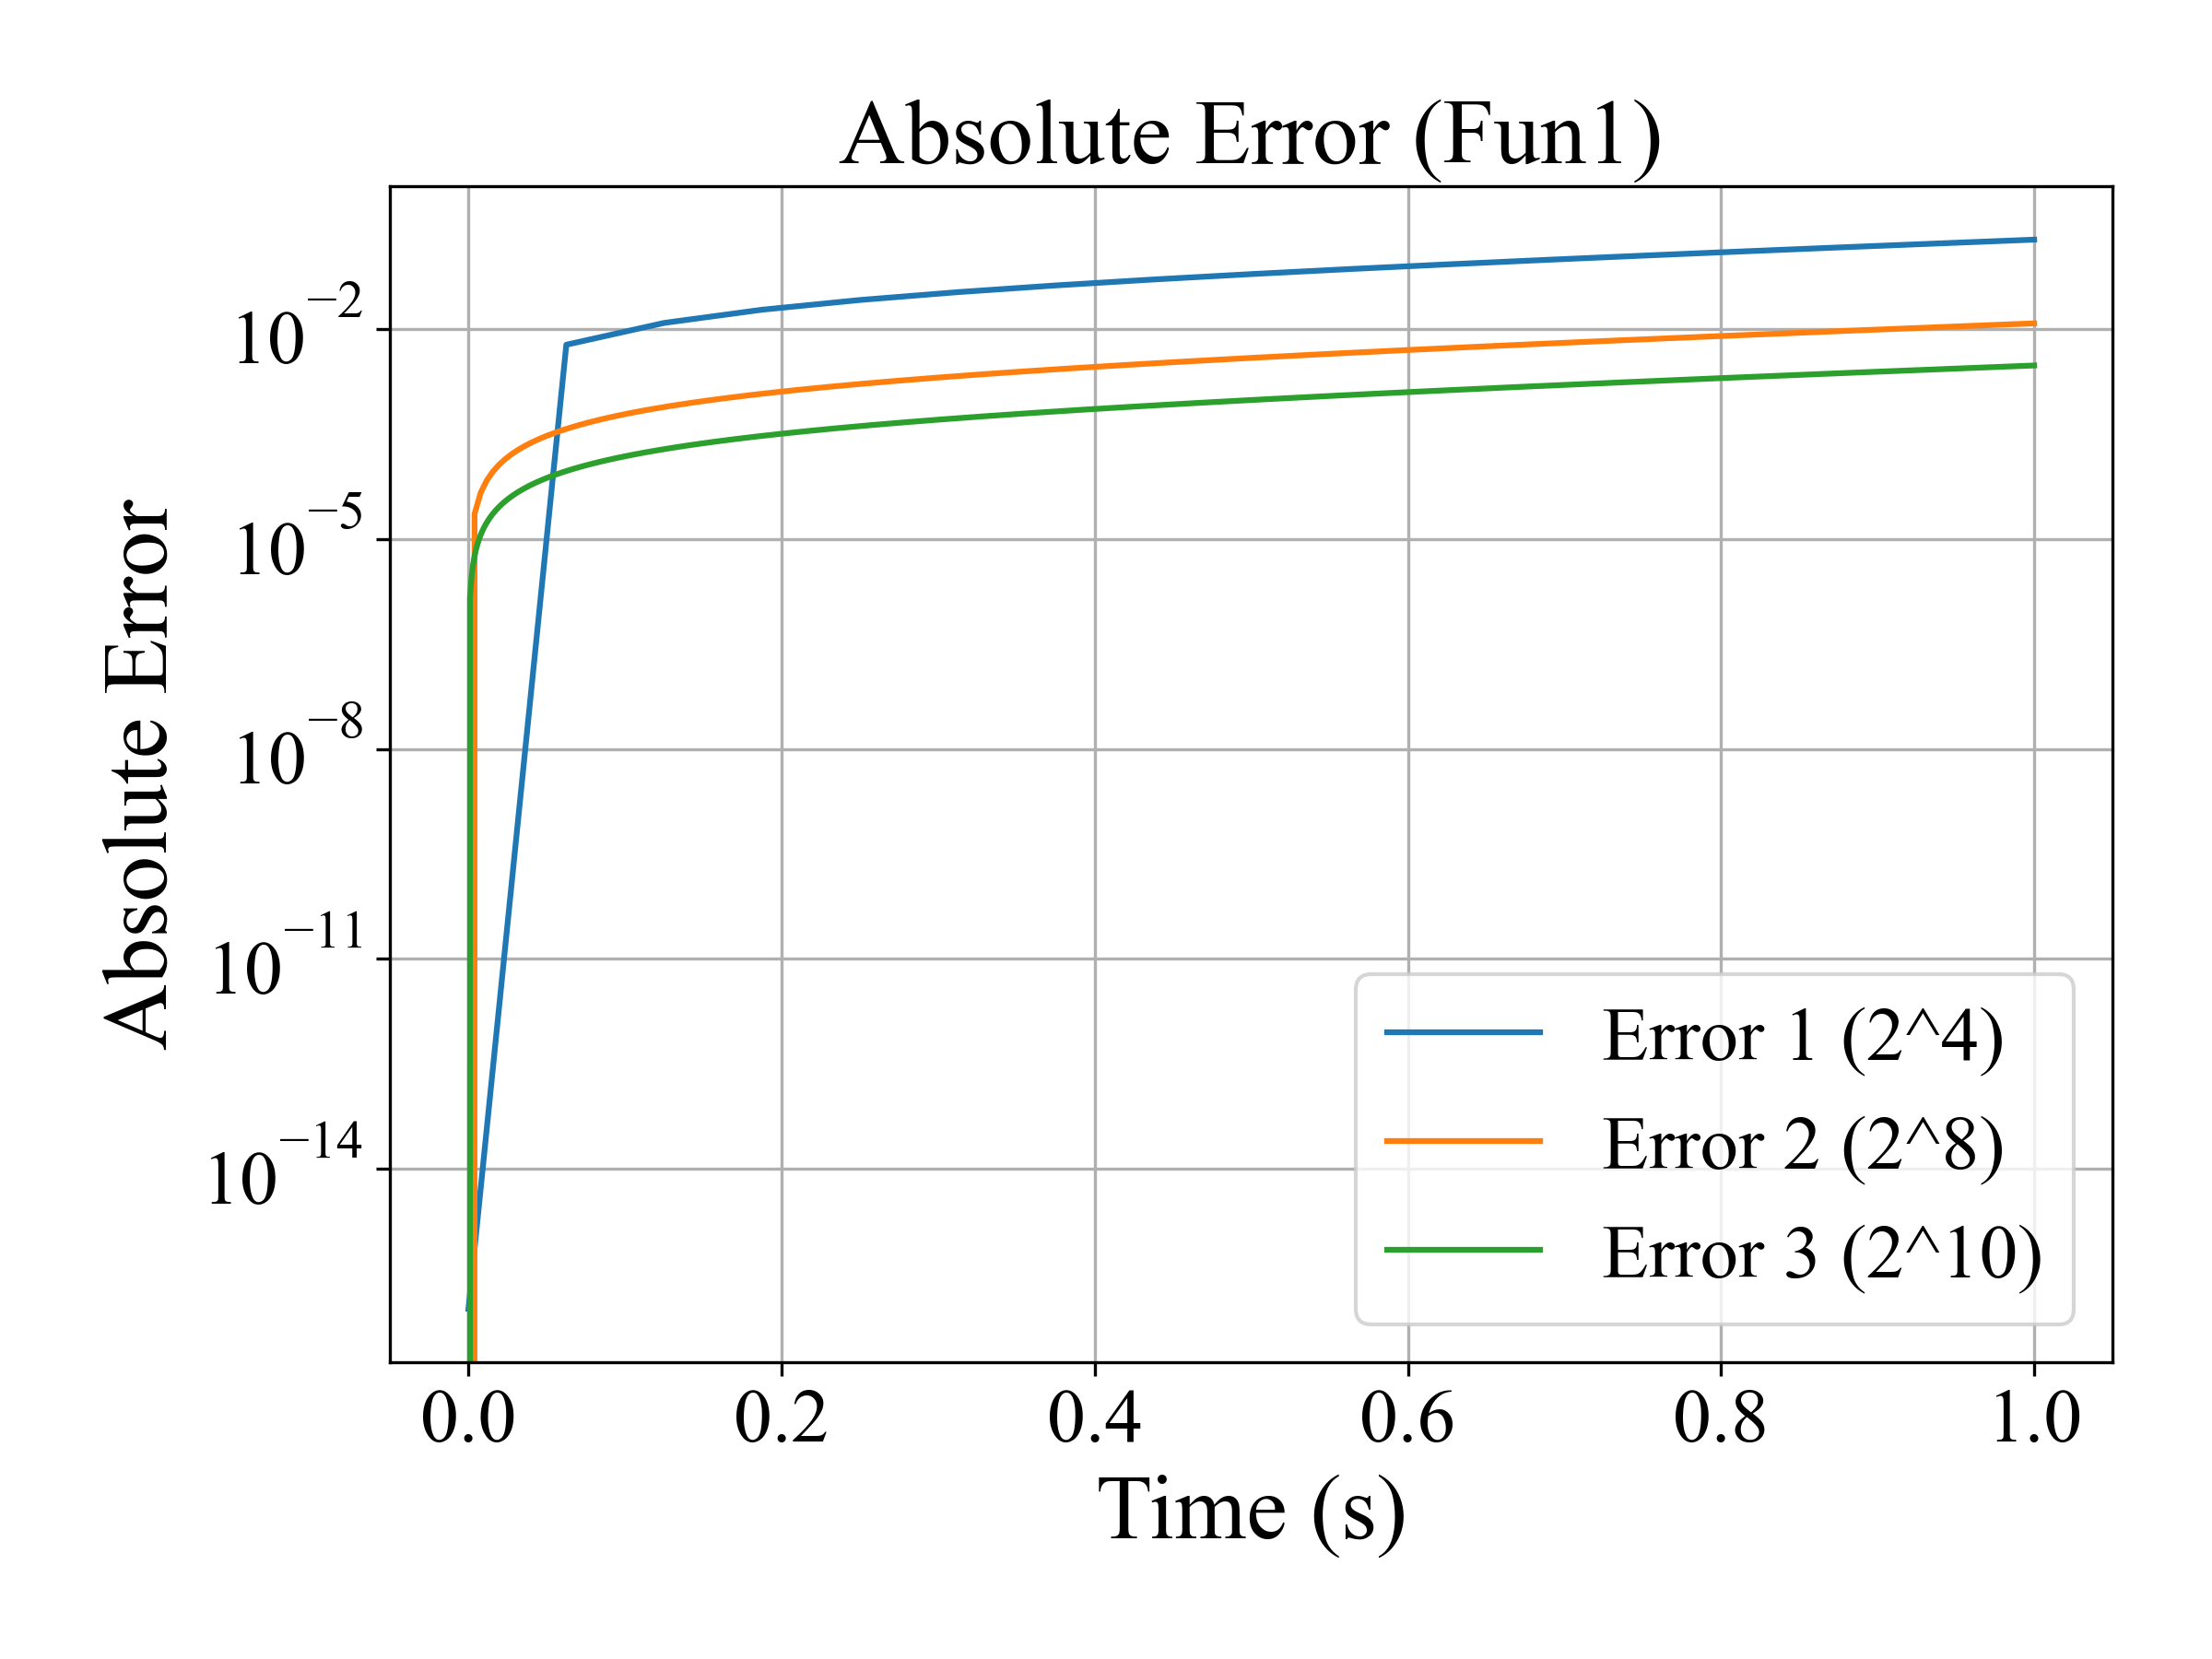 Absolute Error (Fun1)
Absolute Error
10^−2
10^−5
10^−8
10^−11
10^−14
Error 1 (2^4)
Error 2 (2^8)
Error 3 (2^10)
0.0 0.2 0.4 0.6 0.8 1.0
Time (s)